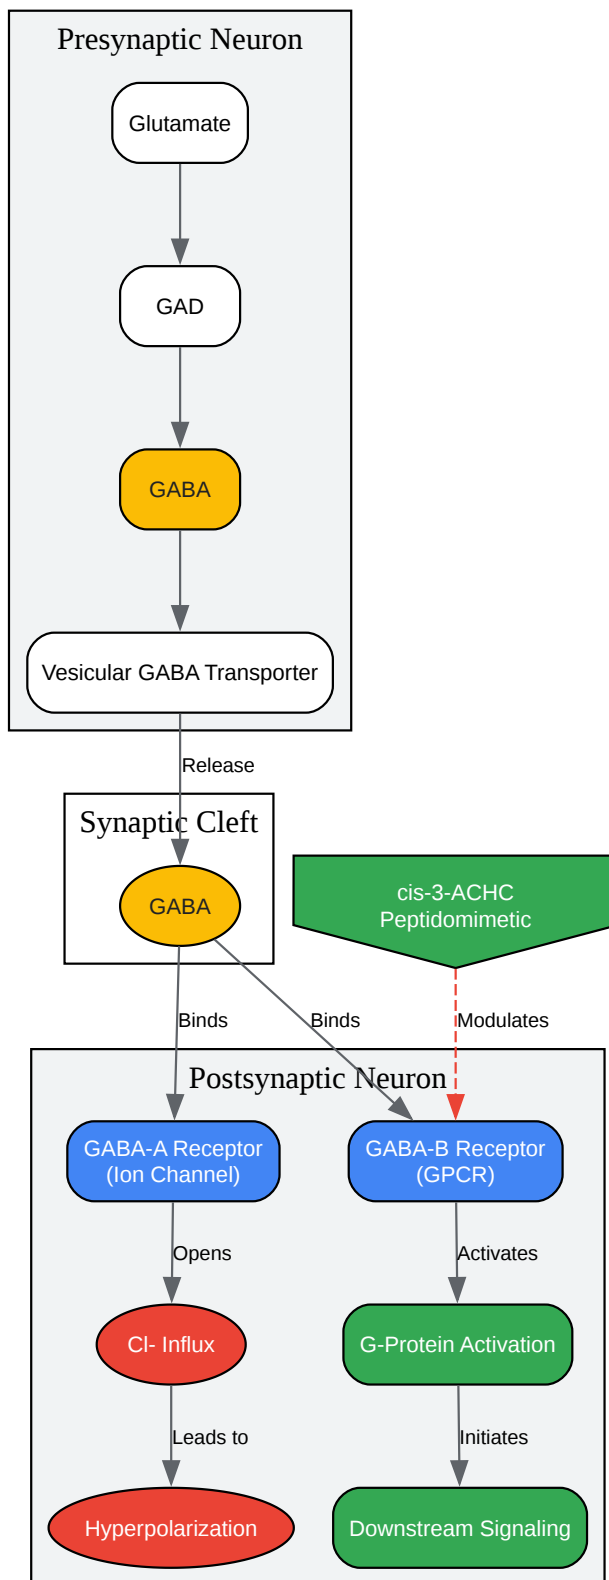 Presynaptic Neuron
Glutamate
GAD
GABA
Vesicular GABA Transporter
Release
Synaptic Cleft
GABA
cis-3-ACHC
Peptidomimetic
Binds
Binds
Modulates
Postsynaptic Neuron
GABA-A Receptor
(Ion Channel)
GABA-B Receptor
(GPCR)
Opens
Activates
Cl- Influx
G-Protein Activation
Leads to
Initiates
Hyperpolarization
Downstream Signaling